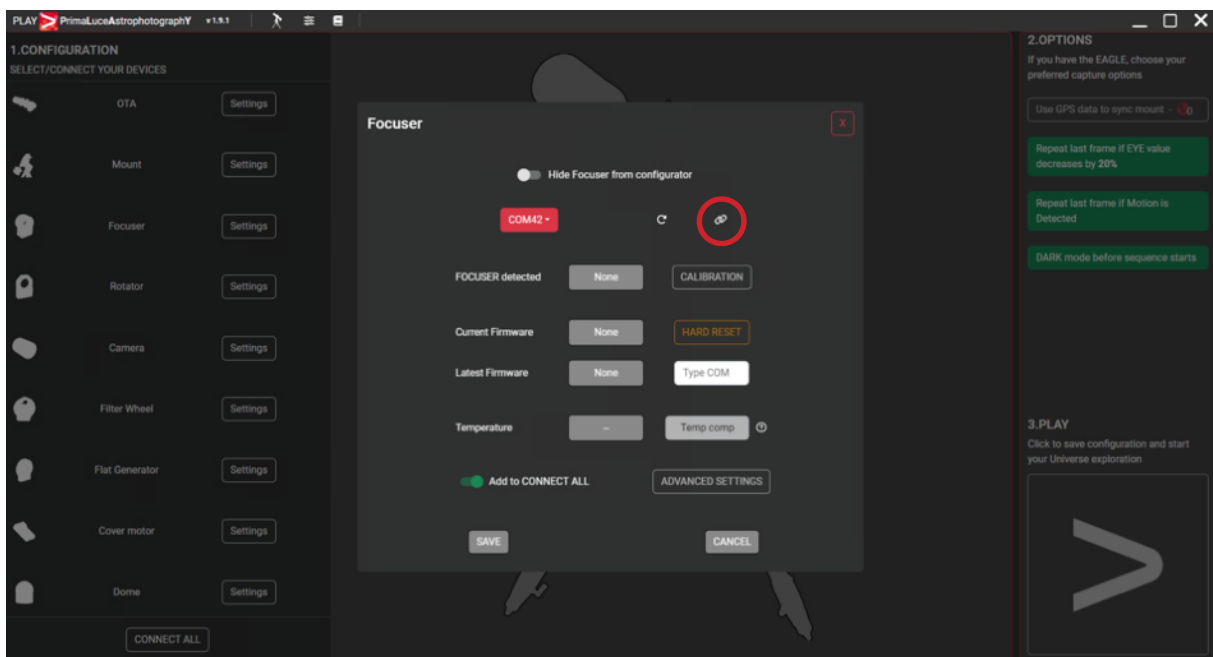 PLAY PrimaLuceAstrophotographY v1.9.1
1.CONFIGURATION
SELECT/CONNECT YOUR DEVICES
OTA Settings
Mount Settings
Focuser Settings
Rotator Settings
Camera Settings
Filter Wheel Settings
Flat Generator Settings
Cover motor Settings
Dome Settings
CONNECT ALL
Focuser X
Hide Focuser from configurator
COM42
FOCUSER detected None CALIBRATION
Current Firmware None HARD RESET
Latest Firmware None Type COM
Temperature – Temp comp ?
Add to CONNECT ALL ADVANCED SETTINGS
SAVE CANCEL
2.OPTIONS
If you have the EAGLE, choose your
preferred capture options
Use GPS data to sync mount - 0
Repeat last frame if EYE value
decreases by 20%
Repeat last frame if Motion is
Detected
DARK mode before sequence starts
3.PLAY
Click to save configuration and start
your Universe exploration